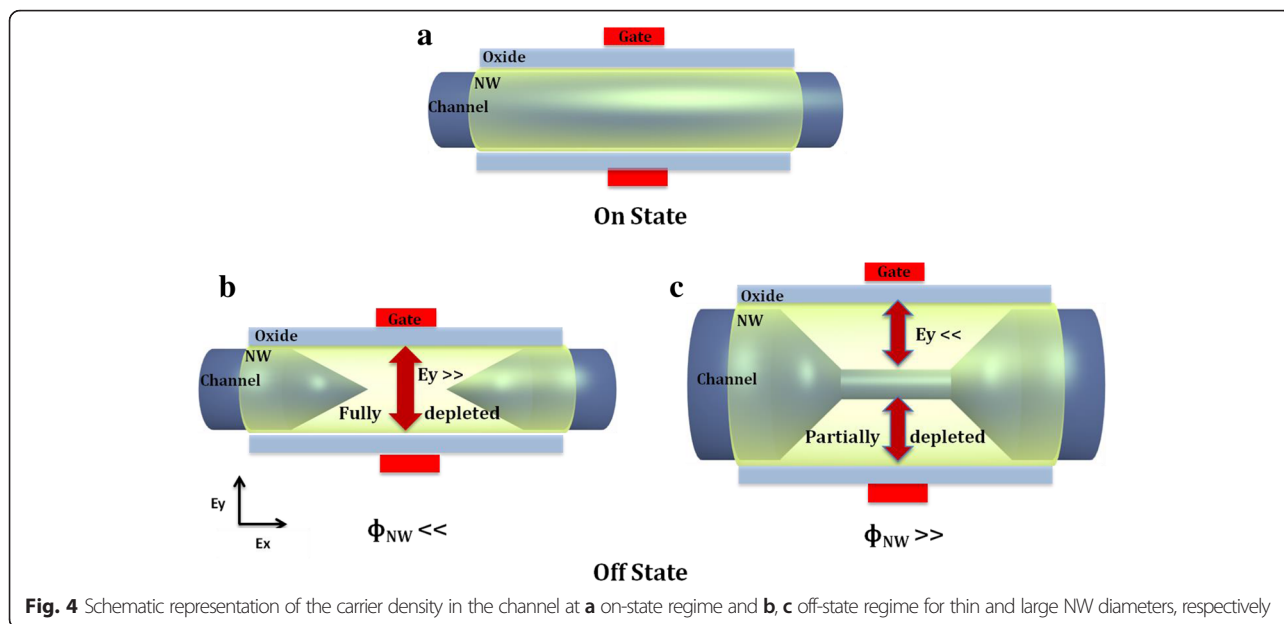 a
Gate
Oxide
NW
Channel
On State
b
Gate
Oxide
NW
Channel
Ey >>
Fully depleted
Ey
Ex
ϕNW <<
c
Gate
Oxide
NW
Ey <<
Channel
Partially depleted
ϕNW >>
Off State
Fig. 4 Schematic representation of the carrier density in the channel at a on-state regime and b, c off-state regime for thin and large NW diameters, respectively